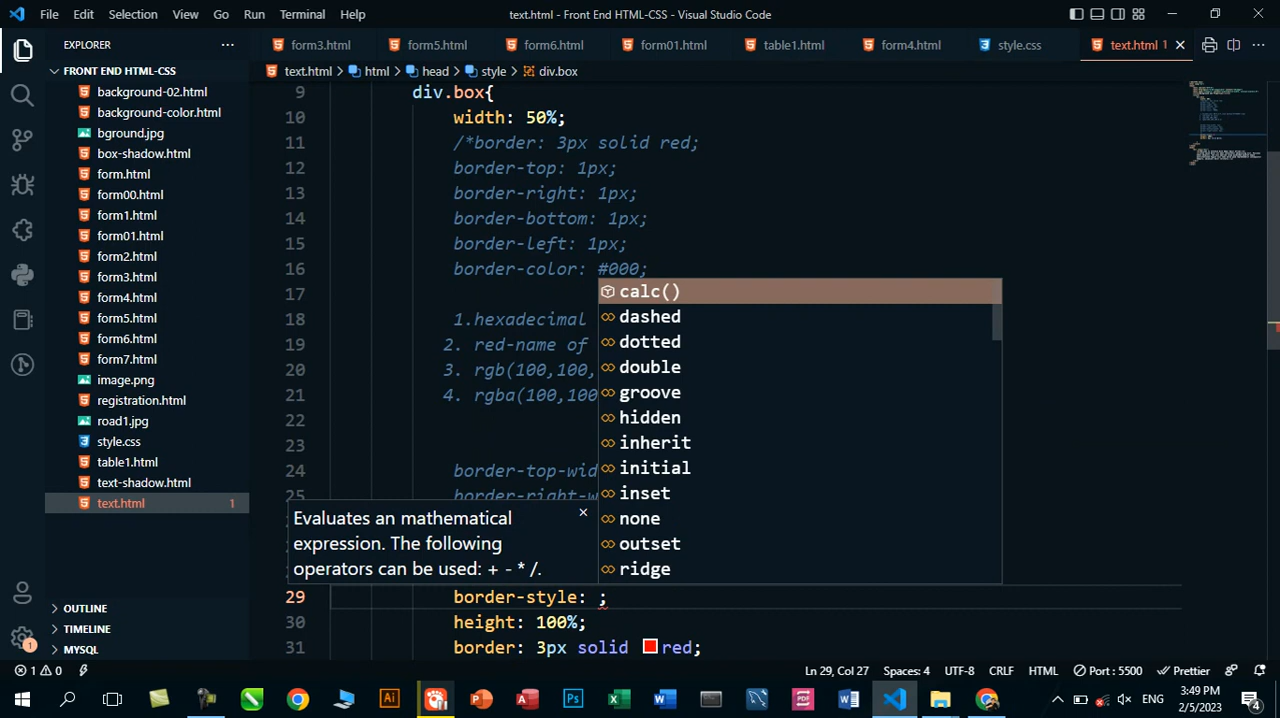 File Edit Selection View Go Run Terminal Help
text.html - Front End HTML-CSS - Visual Studio Code
EXPLORER
form3.html form5.html form6.html form01.html table1.html form4.html style.css text.html 1
FRONT END HTML-CSS
text.html > html > head > style > div.box
background-02.html
background-color.html
bground.jpg
box-shadow.html
form.html
form00.html
form1.html
form01.html
form2.html
form3.html
form4.html
form5.html
form6.html
form7.html
image.png
registration.html
road1.jpg
style.css
table1.html
text-shadow.html
text.html 1
OUTLINE
TIMELINE
MYSQL
9 div.box{
10 width: 50%;
11 /*border: 3px solid red;
12 border-top: 1px;
13 border-right: 1px;
14 border-bottom: 1px;
15 border-left: 1px;
16 border-color: #000;
17
18 1.hexadecimal
19 2. red-name of
20 3. rgb(100,100,
21 4. rgba(100,100
22
23
24 border-top-wid
25 border-right-w
29 border-style: ;
30 height: 100%;
31 border: 3px solid red;
calc()
dashed
dotted
double
groove
hidden
inherit
initial
inset
none
outset
ridge
Evaluates an mathematical
expression. The following
operators can be used: + - * /.
1 0 Ln 29, Col 27 Spaces: 4 UTF-8 CRLF HTML Port : 5500 Prettier
ENG
3:49 PM
2/5/2023
4